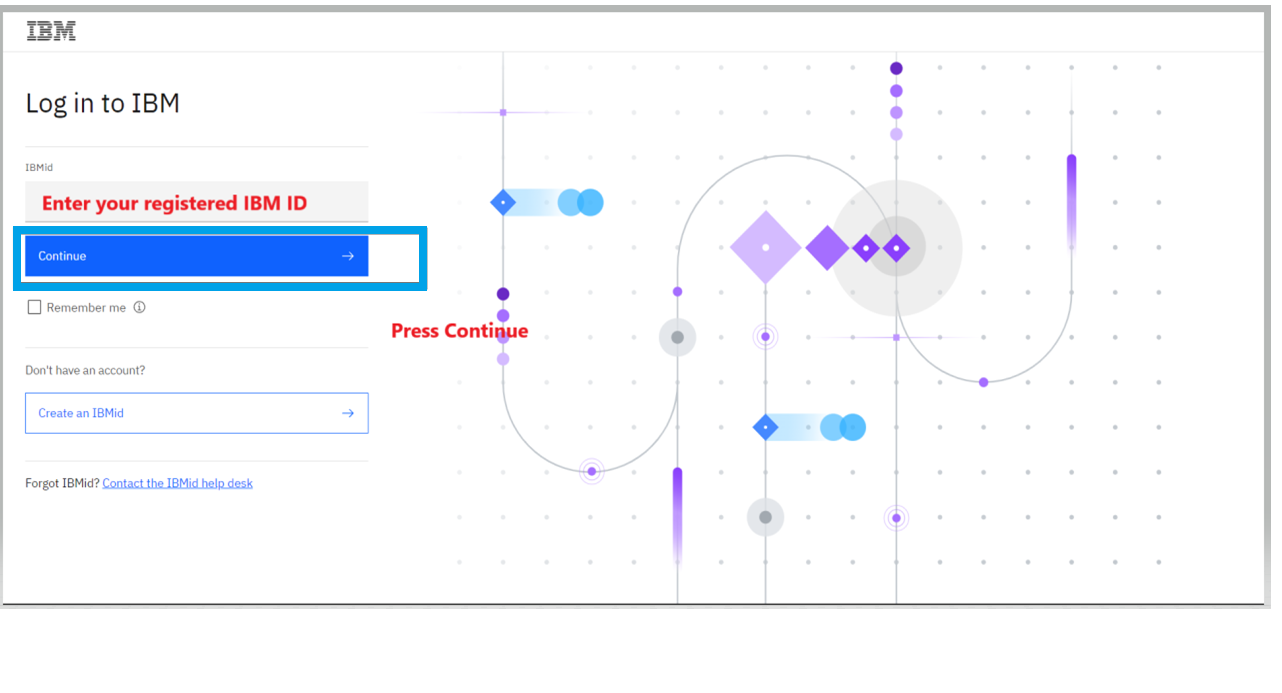 IBM
Log in to IBM
IBMid
Enter your registered IBM ID
Continue
Remember me
Press Continue
Don't have an account?
Create an IBMid
Forgot IBMid? Contact the IBMid help desk